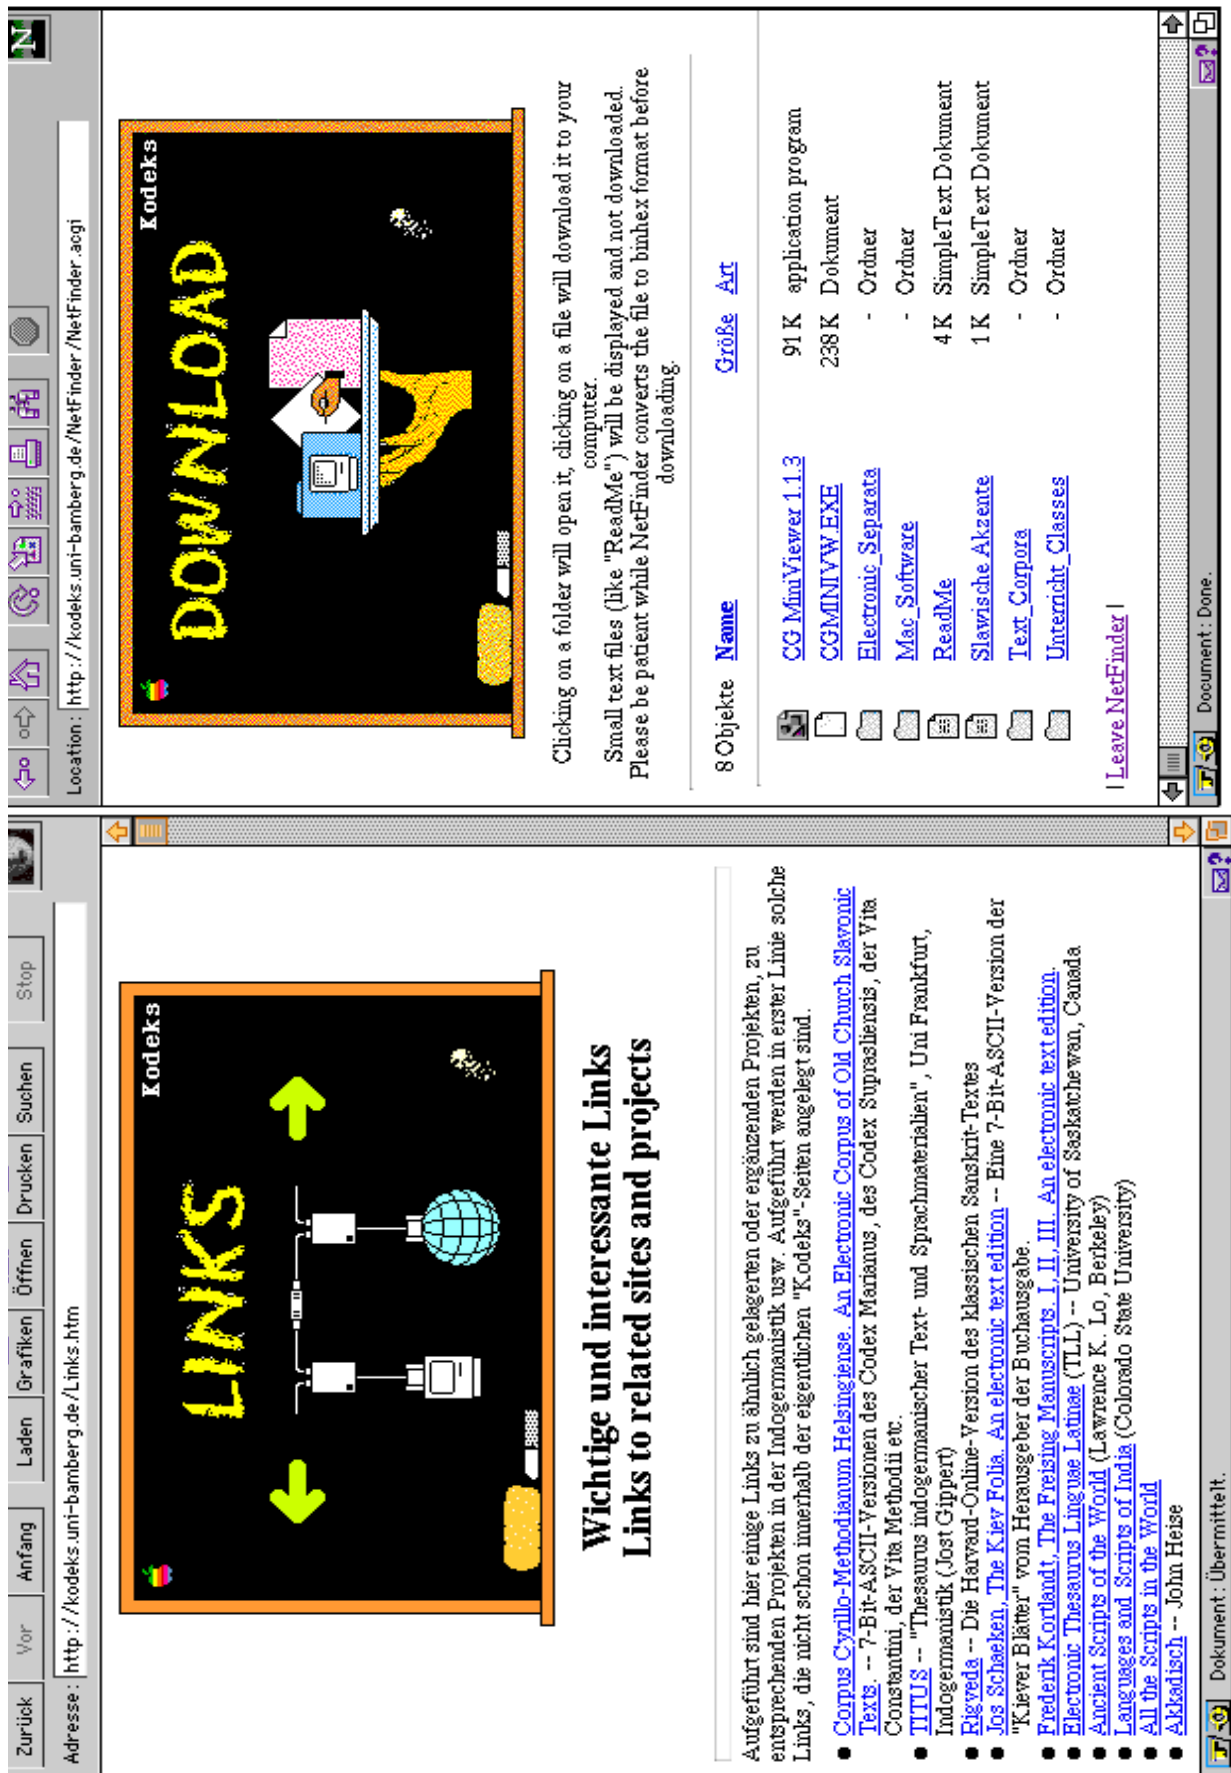 Zurück Vor Anfang Laden Grafiken Öffnen Drucken Suchen Stop
Adresse: http://kodeks.uni-bamberg.de/Links.htm
Kodeks
LINKS
Wichtige und interessante Links
Links to related sites and projects
Aufgeführt sind hier einige Links zu ähnlich gelagerten oder ergänzenden Projekten, zu
entsprechenden Projekten in der Indogermanistik usw. Aufgeführt werden in erster Linie solche
Links, die nicht schon innerhalb der eigentlichen "Kodeks"-Seiten angelegt sind.
● Corpus Cyrillo-Methodianum Helsingiense. An Electronic Corpus of Old Church Slavonic
Texts. -- 7-Bit-ASCII-Versionen des Codex Marianus, des Codex Suprasliensis, der Vita
Constantini, der Vita Methodii etc.
● TITUS -- "Thesaurus indogermanischer Text- und Sprachmaterialien", Uni Frankfurt,
Indogermanistik (Jost Gippert)
● Rigveda -- Die Harvard-Online-Version des klassischen Sanskrit-Textes
● Jos Schaeken, The Kiev Folia. An electronic text edition -- Eine 7-Bit-ASCII-Version der
"Kiever Blätter" vom Herausgeber der Buchausgabe.
● Frederik Kortlandt, The Freising Manuscripts. I, II, III. An electronic text edition.
● Electronic Thesaurus Linguae Latinae (TLL) -- University of Saskatchewan, Canada
● Ancient Scripts of the World (Lawrence K. Lo, Berkeley)
● Languages and Scripts of India (Colorado State University)
● All the Scripts in the World
● Akkadisch -- John Heise
Dokument: Übermittelt.
N
Location: http://kodeks.uni-bamberg.de/NetFinder/NetFinder.acgi
Kodeks
DOWNLOAD
Clicking on a folder will open it, clicking on a file will download it to your
computer.
Small text files (like "ReadMe") will be displayed and not downloaded.
Please be patient while NetFinder converts the file to binhex format before
downloading.
8 Objekte Name Größe Art
CG MiniViewer 1.1.3 91 K application program
CGMINIVW.EXE 238 K Dokument
Electronic_Separata - Ordner
Mac_Software - Ordner
ReadMe 4 K SimpleText Dokument
Slawische Akzente 1 K SimpleText Dokument
Text_Corpora - Ordner
Unterricht_Classes - Ordner
| Leave NetFinder |
Document: Done.